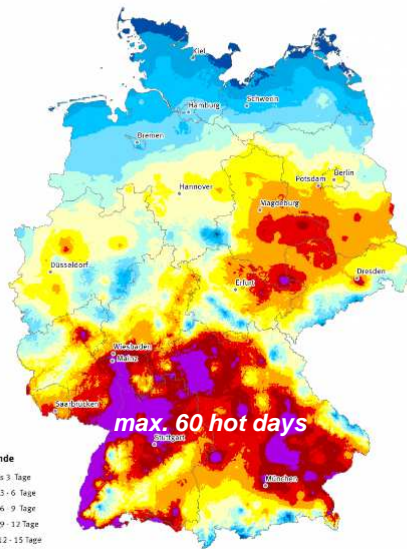 Kiel
Schwerin
Hamburg
Bremen
Berlin
Potsdam
Hannover
Magdeburg
Düsseldorf
Dresden
Erfurt
Wiesbaden
Mainz
Saarbrücken
max. 60 hot days
Stuttgart
München
nde
s 3 Tage
3 - 6 Tage
6 - 9 Tage
9 - 12 Tage
12 - 15 Tage